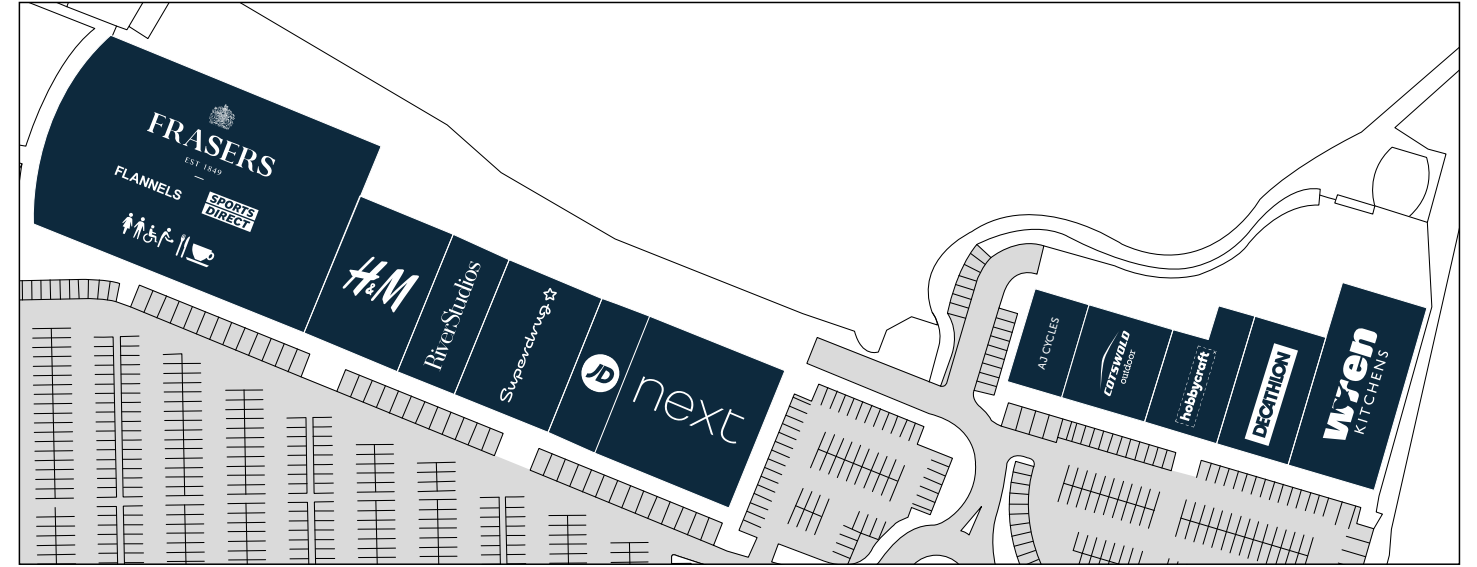 FRASERS
EST 1849
FLANNELS
SPORTS
DIRECT
H&M
RiverStudios
Superdrug
JD
next
AJ CYCLES
COTSWOLD
outdoor
hobbycraft
DECATHLON
wren
KITCHENS